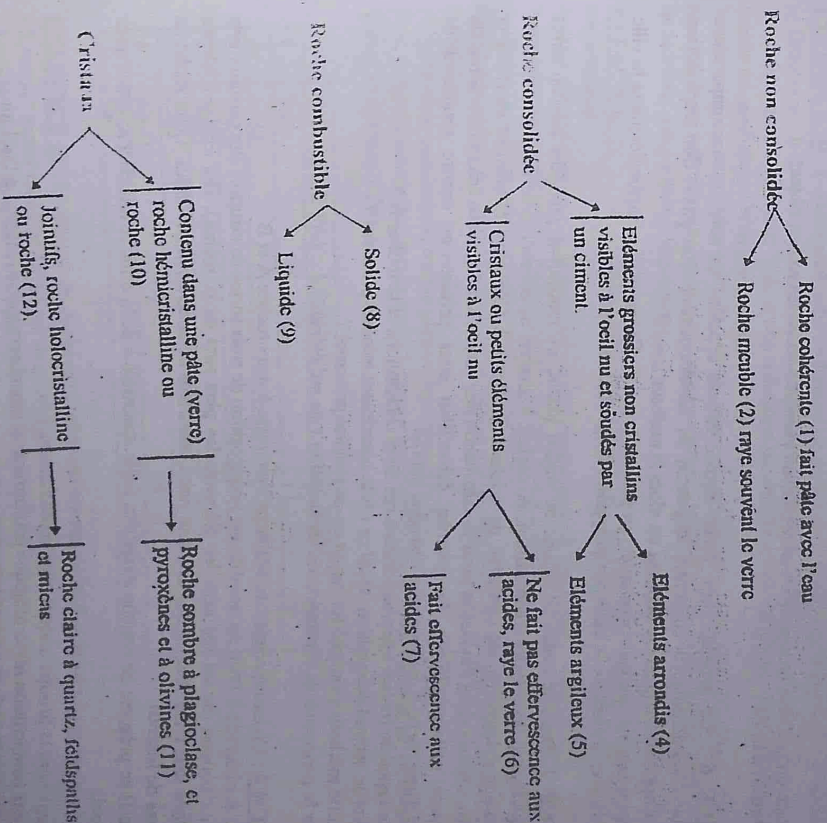 Roche non consolidée
Roche cohérente (1) fait pâte avec l'eau
Roche meuble (2) raye souvent le verre
Roche consolidée
Eléments grossiers non cristallins
visibles à l'oeil nu et soudés par
un ciment.
Eléments arrondis (4)
Eléments argileux (5)
Cristaux ou petits éléments
visibles à l'oeil nu
Ne fait pas effervescence aux
acides, raye le verre (6)
Fait effervescence aux
acides (7)
Roche combustible
Solide (8)
Liquide (9)
Cristaux
Contenu dans une pâte (verre)
roche hémicristalline ou
roche (10)
Roche sombre à plagioclase, et
pyroxènes et à olivines (11)
Jointifs, roche holocristalline
ou roche (12).
Roche claire à quartz, feldspaths
et micas